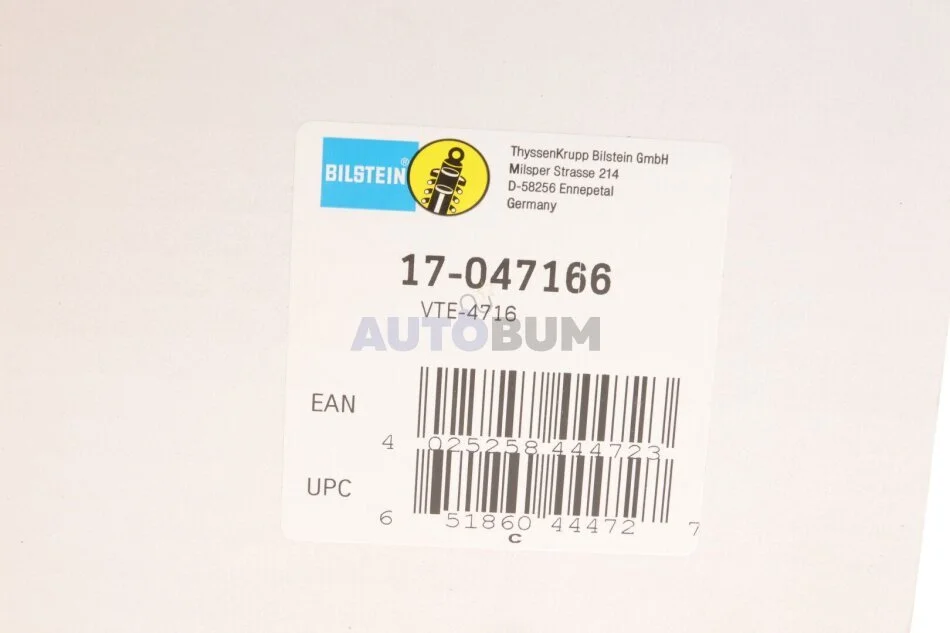 BILSTEIN®
ThyssenKrupp Bilstein GmbH
Milsper Strasse 214
D-58256 Ennepetal
Germany
17-047166
VTE-4716
AUTOBUM
EAN
4 025258 444723
UPC
6 51860 44472 7
C